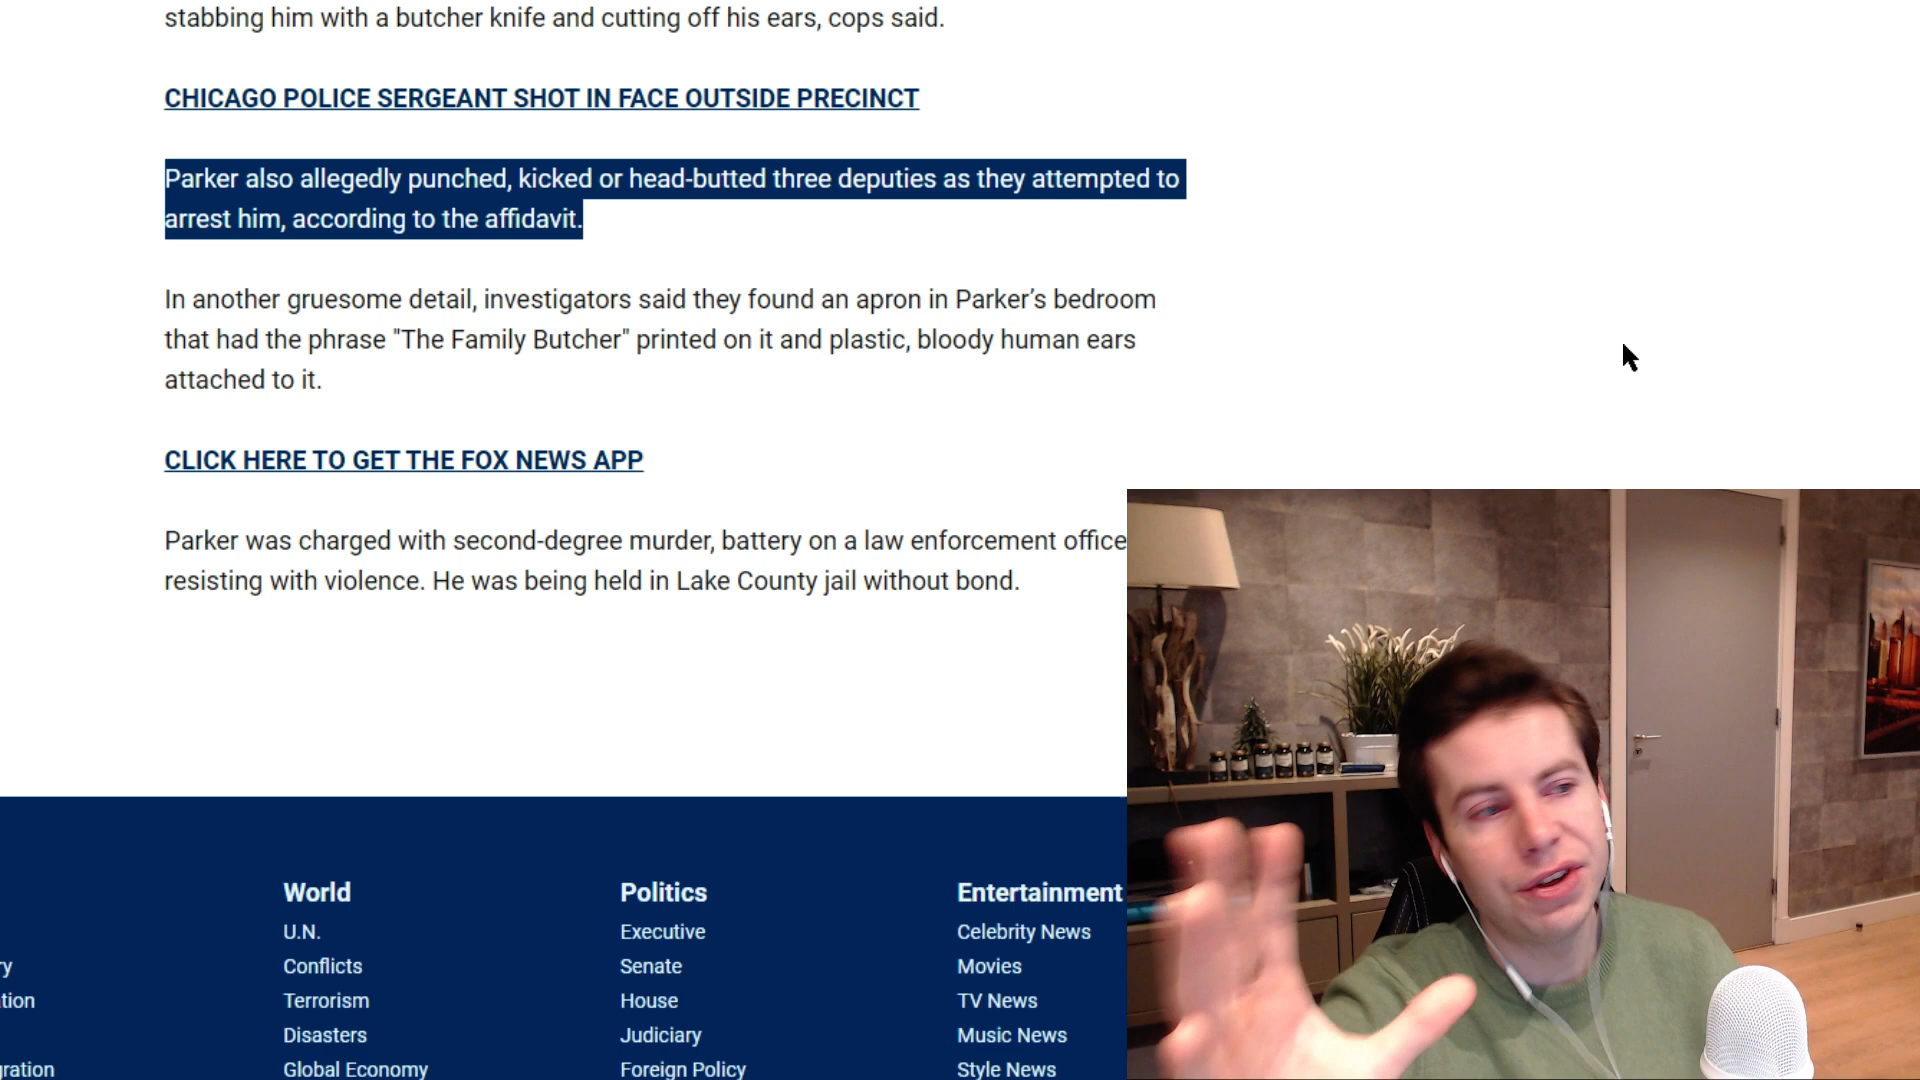 stabbing him with a butcher knife and cutting off his ears, cops said.
CHICAGO POLICE SERGEANT SHOT IN FACE OUTSIDE PRECINCT
Parker also allegedly punched, kicked or head-butted three deputies as they attempted to
arrest him, according to the affidavit.
In another gruesome detail, investigators said they found an apron in Parker’s bedroom
that had the phrase "The Family Butcher" printed on it and plastic, bloody human ears
attached to it.
CLICK HERE TO GET THE FOX NEWS APP
Parker was charged with second-degree murder, battery on a law enforcement office
resisting with violence. He was being held in Lake County jail without bond.
World
U.N.
Conflicts
Terrorism
Disasters
Global Economy
Politics
Executive
Senate
House
Judiciary
Foreign Policy
Entertainment
Celebrity News
Movies
TV News
Music News
Style News